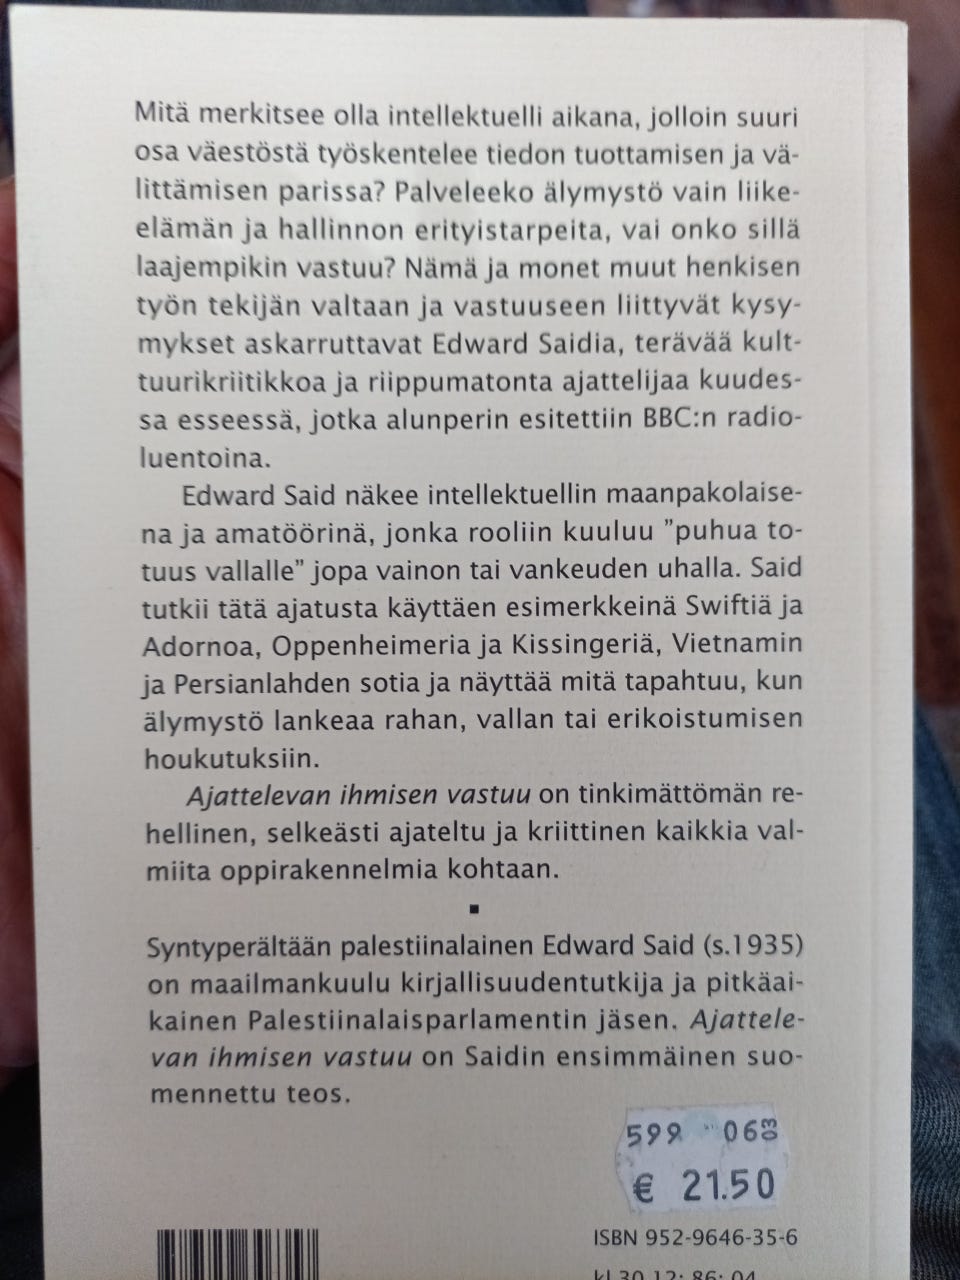 Mitä merkitsee olla intellektuelli aikana, jolloin suuri
osa väestöstä työskentelee tiedon tuottamisen ja vä-
littämisen parissa? Palveleeko älymystö vain liike-
elämän ja hallinnon erityistarpeita, vai onko sillä
laajempikin vastuu? Nämä ja monet muut henkisen
työn tekijän valtaan ja vastuuseen liittyvät kysy-
mykset askarruttavat Edward Saidia, terävää kult-
tuurikriitikkoa ja riippumatonta ajattelijaa kuudes-
sa esseessä, jotka alunperin esitettiin BBC:n radio-
luentoina.
Edward Said näkee intellektuellin maanpakolaise-
na ja amatöörinä, jonka rooliin kuuluu ”puhua to-
tuus vallalle” jopa vainon tai vankeuden uhalla. Said
tutkii tätä ajatusta käyttäen esimerkkeinä Swiftiä ja
Adornoa, Oppenheimeria ja Kissingeriä, Vietnamin
ja Persianlahden sotia ja näyttää mitä tapahtuu, kun
älymystö lankeaa rahan, vallan tai erikoistumisen
houkutuksiin.
Ajattelevan ihmisen vastuu on tinkimättömän re-
hellinen, selkeästi ajateltu ja kriittinen kaikkia val-
miita oppirakennelmia kohtaan.
Syntyperältään palestiinalainen Edward Said (s.1935)
on maailmankuulu kirjallisuudentutkija ja pitkäai-
kainen Palestiinalaisparlamentin jäsen. Ajattele-
van ihmisen vastuu on Saidin ensimmäinen suo-
mennettu teos.
599 06 03
€ 21.50
ISBN 952-9646-35-6
kl 30.12; 86; 04